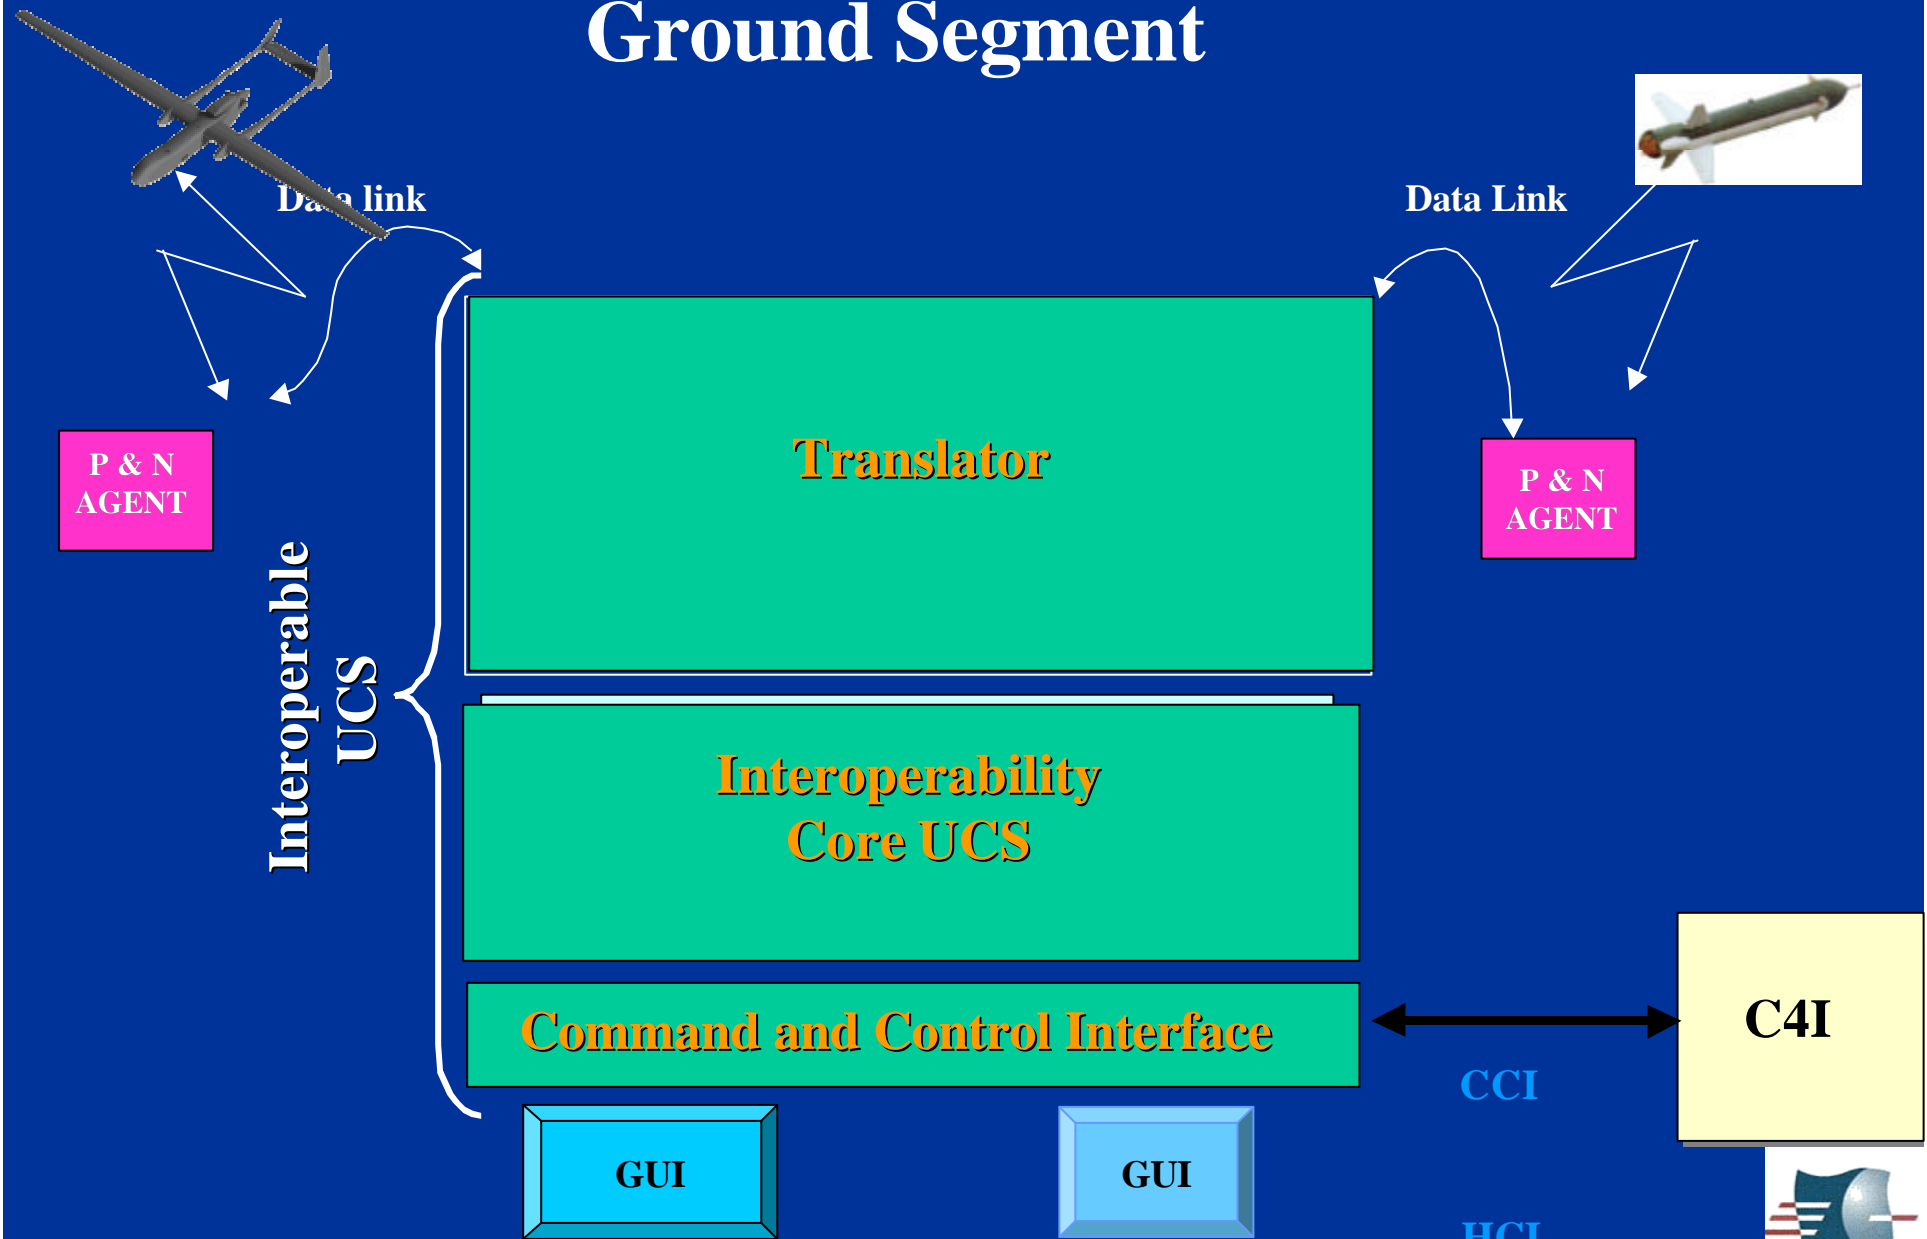 Ground Segment
Data link
Data Link
Translator
P & N
AGENT
P & N
AGENT
Interoperable
UCS
Interoperability
Core UCS
Command and Control Interface
C4I
CCI
GUI
GUI
HCI